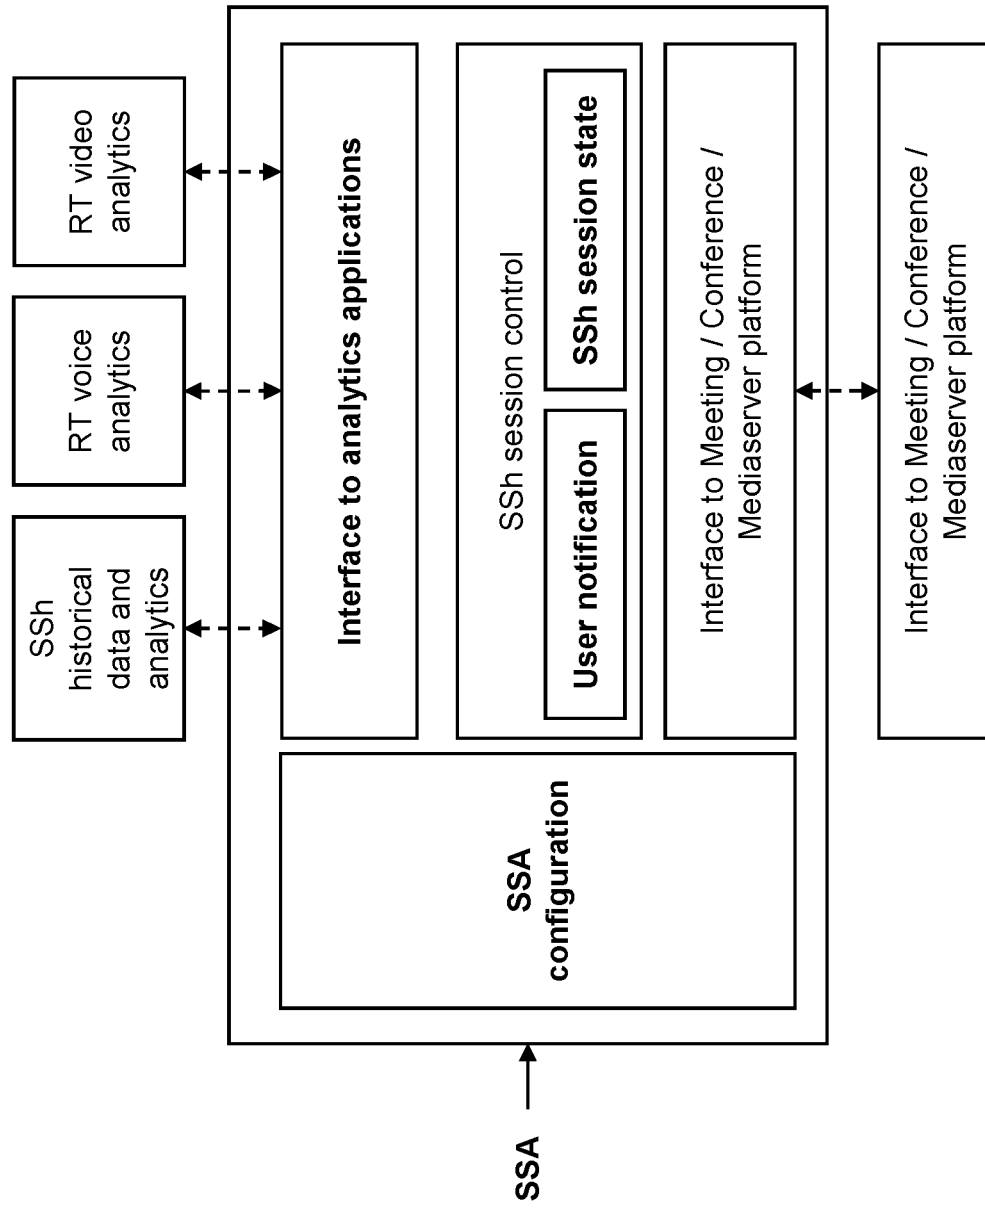 SSh
historical
data and
analytics
RT voice
analytics
RT video
analytics
SSA
SSA
configuration
Interface to analytics applications
SSh session control
User notification
SSh session state
Interface to Meeting / Conference /
Mediaserver platform
Interface to Meeting / Conference /
Mediaserver platform